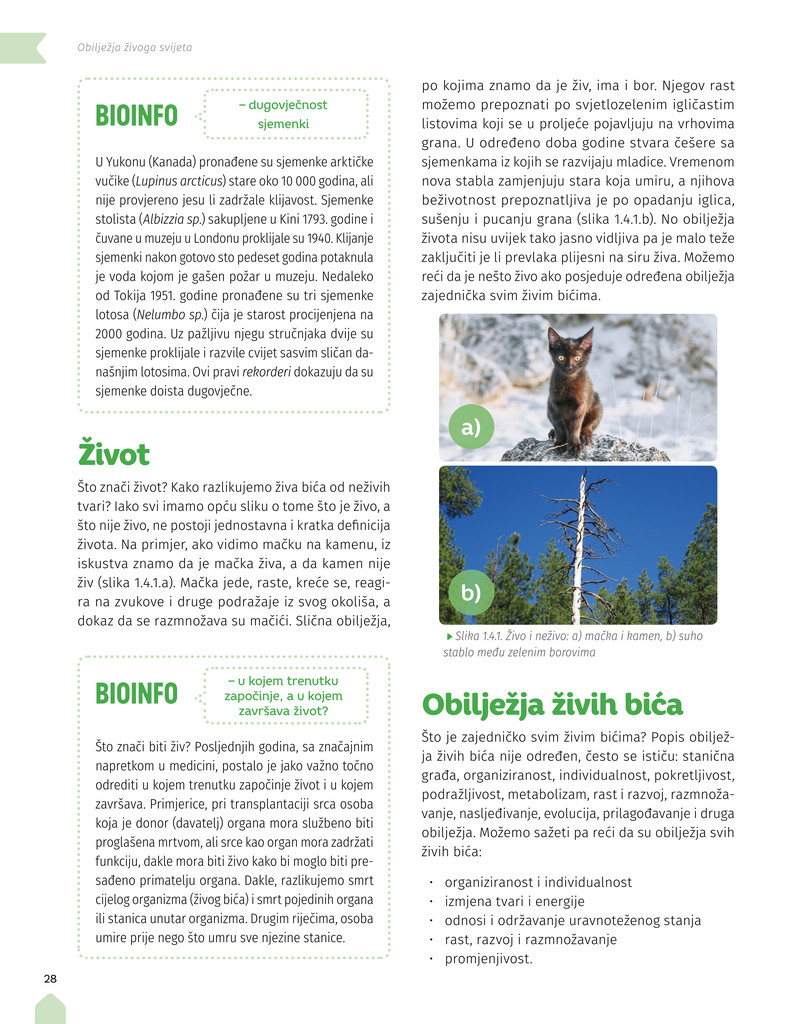 Obilježja živoga svijeta
BIOINFO
– dugovječnost
sjemenki
U Yukonu (Kanada) pronađene su sjemenke arktičke
vučike (Lupinus arcticus) stare oko 10 000 godina, ali
nije provjereno jesu li zadržale klijavost. Sjemenke
stolista (Albizzia sp.) sakupljene u Kini 1793. godine i
čuvane u muzeju u Londonu proklijale su 1940. Klijanje
sjemenki nakon gotovo sto pedeset godina potaknula
je voda kojom je gašen požar u muzeju. Nedaleko
od Tokija 1951. godine pronađene su tri sjemenke
lotosa (Nelumbo sp.) čija je starost procijenjena na
2000 godina. Uz pažljivu njegu stručnjaka dvije su
sjemenke proklijale i razvile cvijet sasvim sličan da-
našnjim lotosima. Ovi pravi rekorderi dokazuju da su
sjemenke doista dugovječne.
Život
Što znači život? Kako razlikujemo živa bića od neživih
tvari? Iako svi imamo opću sliku o tome što je živo, a
što nije živo, ne postoji jednostavna i kratka definicija
života. Na primjer, ako vidimo mačku na kamenu, iz
iskustva znamo da je mačka živa, a da kamen nije
živ (slika 1.4.1.a). Mačka jede, raste, kreće se, reagi-
ra na zvukove i druge podražaje iz svog okoliša, a
dokaz da se razmnožava su mačići. Slična obilježja,
BIOINFO
– u kojem trenutku
započinje, a u kojem
završava život?
Što znači biti živ? Posljednjih godina, sa značajnim
napretkom u medicini, postalo je jako važno točno
odrediti u kojem trenutku započinje život i u kojem
završava. Primjerice, pri transplantaciji srca osoba
koja je donor (davatelj) organa mora službeno biti
proglašena mrtvom, ali srce kao organ mora zadržati
funkciju, dakle mora biti živo kako bi moglo biti pre-
sađeno primatelju organa. Dakle, razlikujemo smrt
cijelog organizma (živog bića) i smrt pojedinih organa
ili stanica unutar organizma. Drugim riječima, osoba
umire prije nego što umru sve njezine stanice.
po kojima znamo da je živ, ima i bor. Njegov rast
možemo prepoznati po svjetlozelenim igličastim
listovima koji se u proljeće pojavljuju na vrhovima
grana. U određeno doba godine stvara češere sa
sjemenkama iz kojih se razvijaju mladice. Vremenom
nova stabla zamjenjuju stara koja umiru, a njihova
beživotnost prepoznatljiva je po opadanju iglica,
sušenju i pucanju grana (slika 1.4.1.b). No obilježja
života nisu uvijek tako jasno vidljiva pa je malo teže
zaključiti je li prevlaka plijesni na siru živa. Možemo
reći da je nešto živo ako posjeduje određena obilježja
zajednička svim živim bićima.
a)
b)
Slika 1.4.1. Živo i neživo: a) mačka i kamen, b) suho
stablo među zelenim borovima
Obilježja živih bića
Što je zajedničko svim živim bićima? Popis obiljež-
ja živih bića nije određen, često se ističu: stanična
građa, organiziranost, individualnost, pokretljivost,
podražljivost, metabolizam, rast i razvoj, razmnoža-
vanje, nasljeđivanje, evolucija, prilagođavanje i druga
obilježja. Možemo sažeti pa reći da su obilježja svih
živih bića:
· organiziranost i individualnost
· izmjena tvari i energije
· odnosi i održavanje uravnoteženog stanja
· rast, razvoj i razmnožavanje
· promjenjivost.
28